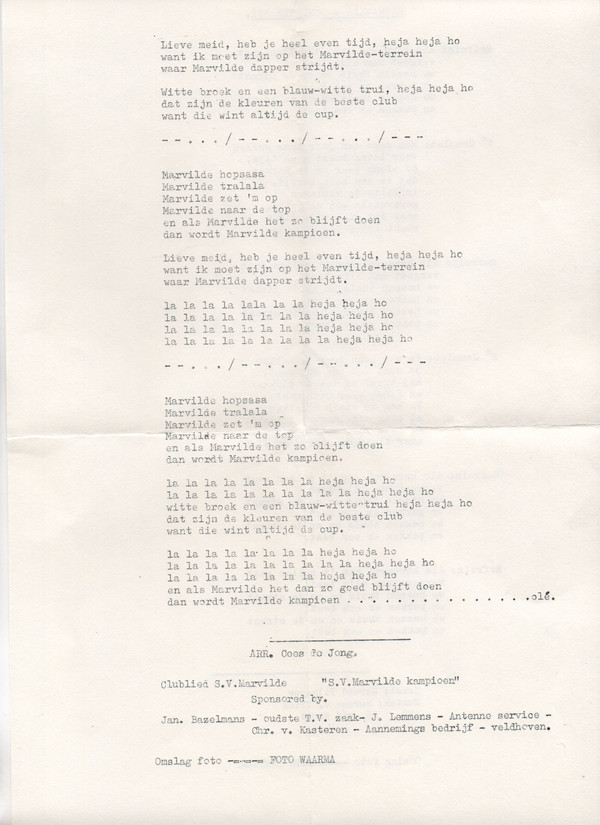 Lieve meid, heb je heel even tijd, heja heja ho
want ik moet zijn op het Marvilde-terrein
waar Marvilde dapper strijdt.
Witte broek en een blauw-witte trui, heja heja ho
dat zijn de kleuren van de beste club
want die wint altijd de cup.
--.../--.../--.../---
Marvilde hopsasa
Marvilde tralala
Marvilde zet 'm op
Marvilde naar de top
en als Marvilde het zo blijft doen
dan wordt Marvilde kampioen.
Lieve meid, heb je heel even tijd, heja heja ho
want ik moet zijn op het Marvilde-terrein
waar Marvilde dapper strijdt.
la la la la lala la la heja heja ho
la la la la la la la la heja heja ho
la la la la la la la la heja heja ho
la la la la la la la la la heja heja ho
--.../--.../--.../---
Marvilde hopsasa
Marvilde tralala
Marvilde zet 'm op
Marvilde naar de top
en als Marvilde het zo blijft doen
dan wordt Marvilde kampioen.
la la la la la la la la heja heja ho
la la la la la la la la la la heja heja ho
witte broek en een blauw-witte trui heja heja ho
dat zijn de kleuren van de beste club
want die wint altijd de cup.
la la la la la la la la heja heja ho
la la la la la la la la la la heja heja ho
la la la la la la la la heja heja ho
en als Marvilde het dan zo goed blijft doen
dan wordt Marvilde kampioen . . . . . . . . . . . . . . .olé.
ARR. Coes De Jong.
Clublied S.V.Marvilde "S.V.Marvilde kampioen"
Sponsored by.
Jan. Bazelmans - oudste T.V. zaak- J. Lemmens - Antenne service -
Chr. v. Kasteren - Aannemings bedrijf - veldhoven.
Omslag foto ----- FOTO WAARMA